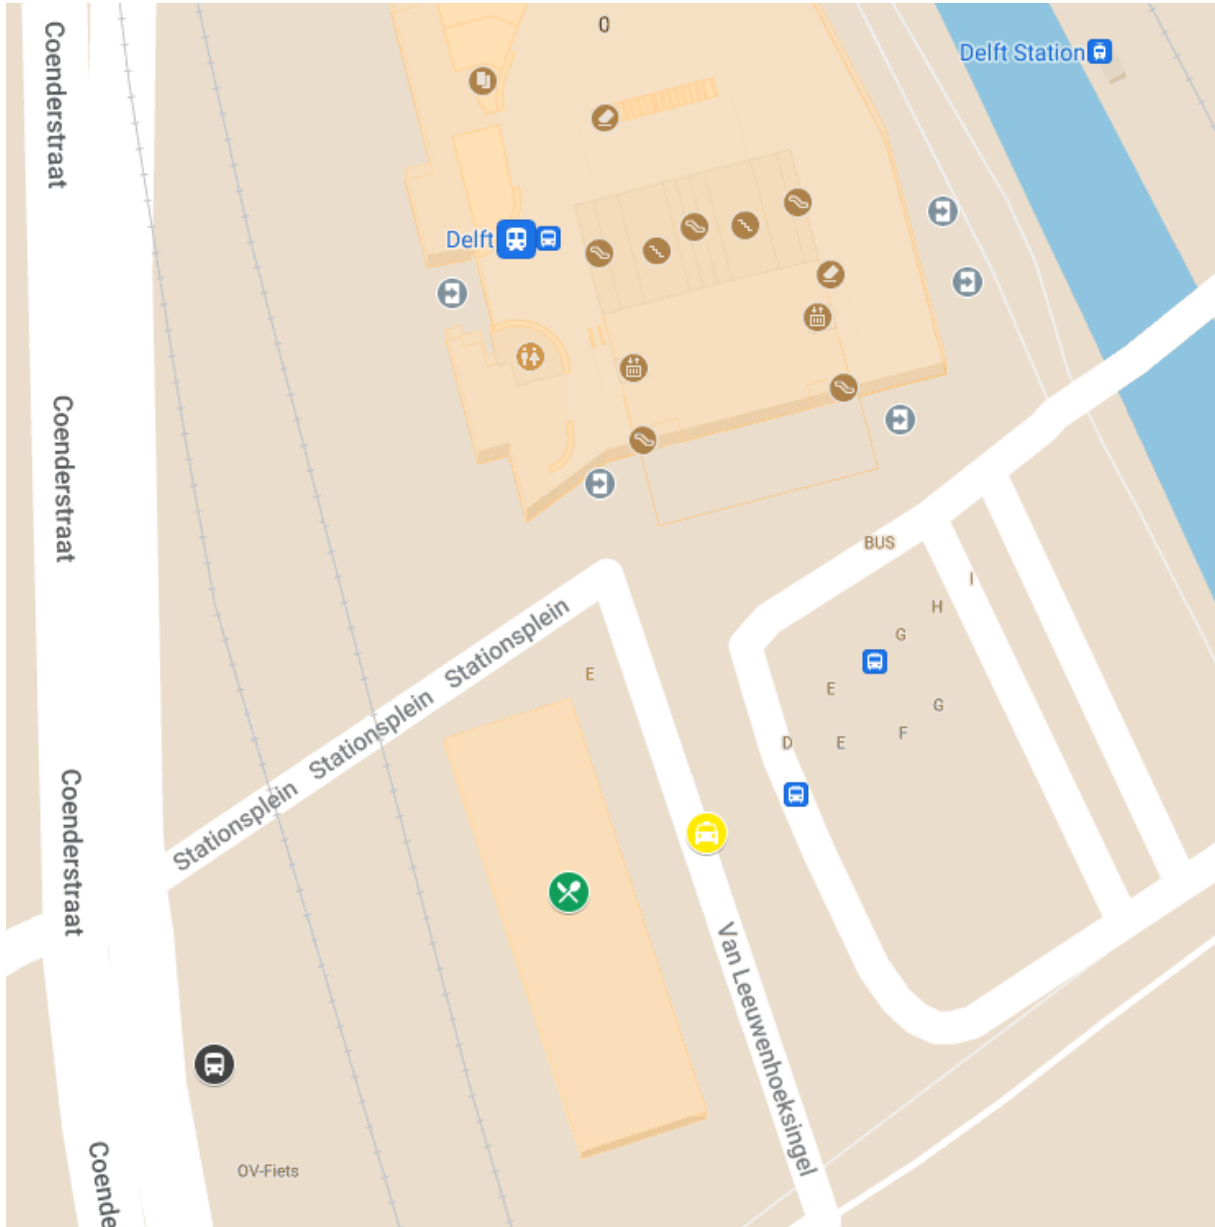 0
Coenderstraat
Delft Station
Delft
Coenderstraat
BUS
I
H
G
Stationsplein
E
E
G
Stationsplein
F
D
E
Stationsplein
Coenderstraat
Van Leeuwenhoeksingel
OV-Fiets
Coende